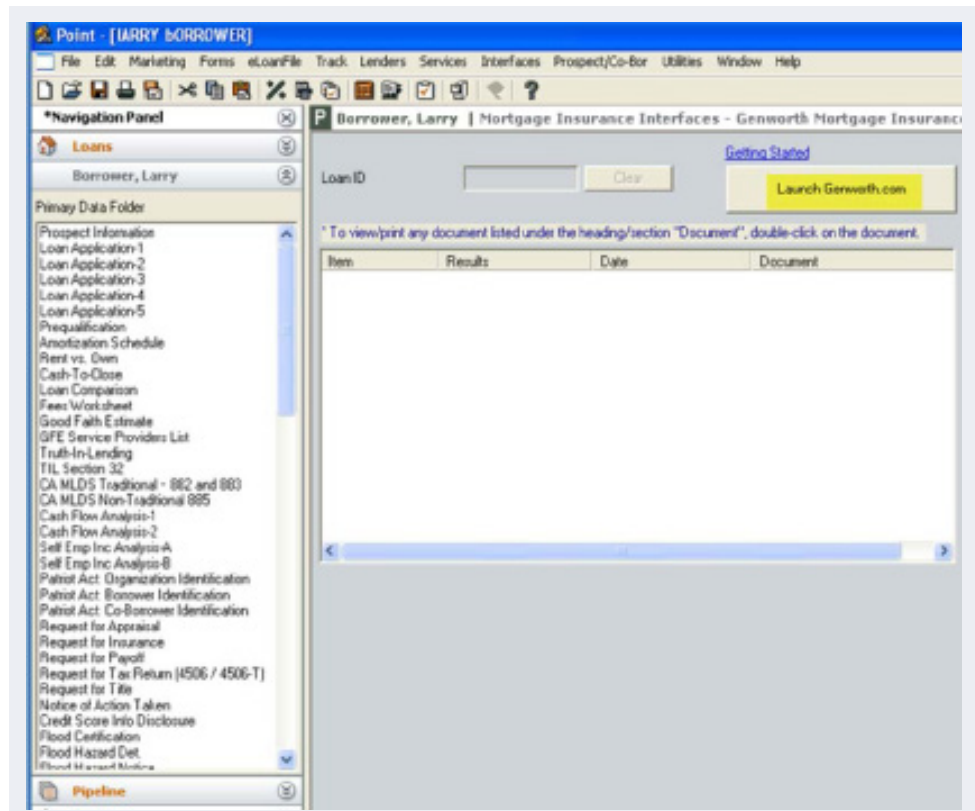 Point - [lARRY bORROWER]
File Edit Marketing Forms eLoanFile Track Lenders Services Interfaces Prospect/Co-Bor Utilities Window Help
*Navigation Panel
Loans
Borrower, Larry
Primary Data Folder
Prospect Information
Loan Application-1
Loan Application-2
Loan Application-3
Loan Application-4
Loan Application-5
Prequalification
Amortization Schedule
Rent vs. Own
Cash-To-Close
Loan Comparison
Fees Worksheet
Good Faith Estimate
GFE Service Providers List
Truth-In-Lending
TIL Section 32
CA MLDS Traditional - 882 and 883
CA MLDS Non-Traditional 885
Cash Flow Analysis-1
Cash Flow Analysis-2
Self Emp Inc Analysis-A
Self Emp Inc Analysis-B
Patriot Act: Organization Identification
Patriot Act: Borrower Identification
Patriot Act: Co-Borrower Identification
Request for Appraisal
Request for Insurance
Request for Payoff
Request for Tax Return (4506 / 4506-T)
Request for Title
Notice of Action Taken
Credit Score Info Disclosure
Flood Certification
Flood Hazard Det.
Flood Hazard Notice
Pipeline
P Borrower, Larry | Mortgage Insurance Interfaces - Genworth Mortgage Insuranc
Getting Started
Loan ID Clear Launch Genworth.com
* To view/print any document listed under the heading/section "Document", double-click on the document.
Item Results Date Document